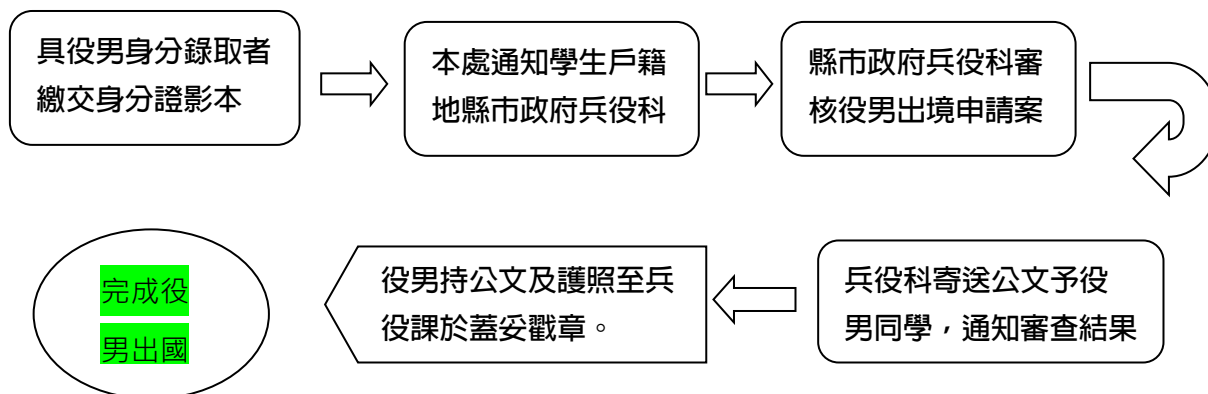 具役男身分錄取者
繳交身分證影本
本處通知學生戶籍
地縣市政府兵役科
縣市政府兵役科審
核役男出境申請案
兵役科寄送公文予役
男同學，通知審查結果
役男持公文及護照至兵
役課於蓋妥戳章。
完成役
男出國